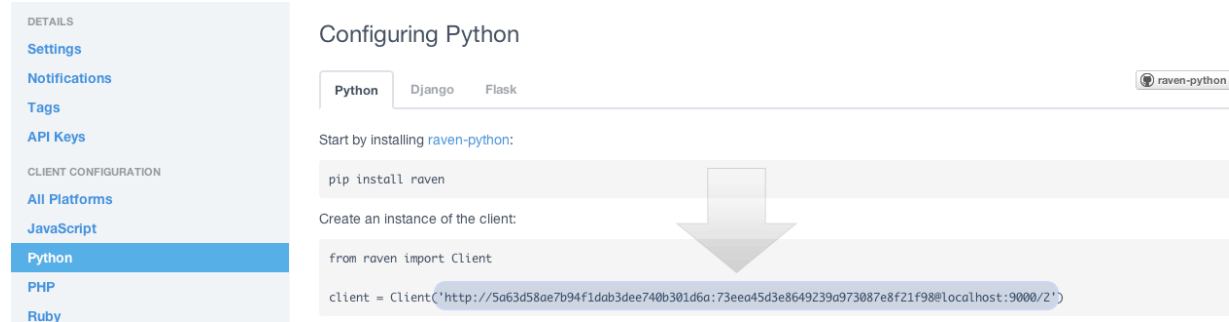 DETAILS
Settings
Notifications
Tags
API Keys
CLIENT CONFIGURATION
All Platforms
JavaScript
Python
PHP
Ruby
Configuring Python
Python Django Flask
raven-python
Start by installing raven-python:
pip install raven
Create an instance of the client:
from raven import Client
client = Client('http://5a63d58ae7b94f1dab3dee740b301d6a:73eea45d3e8649239a973087e8f21f98@localhost:9000/2')